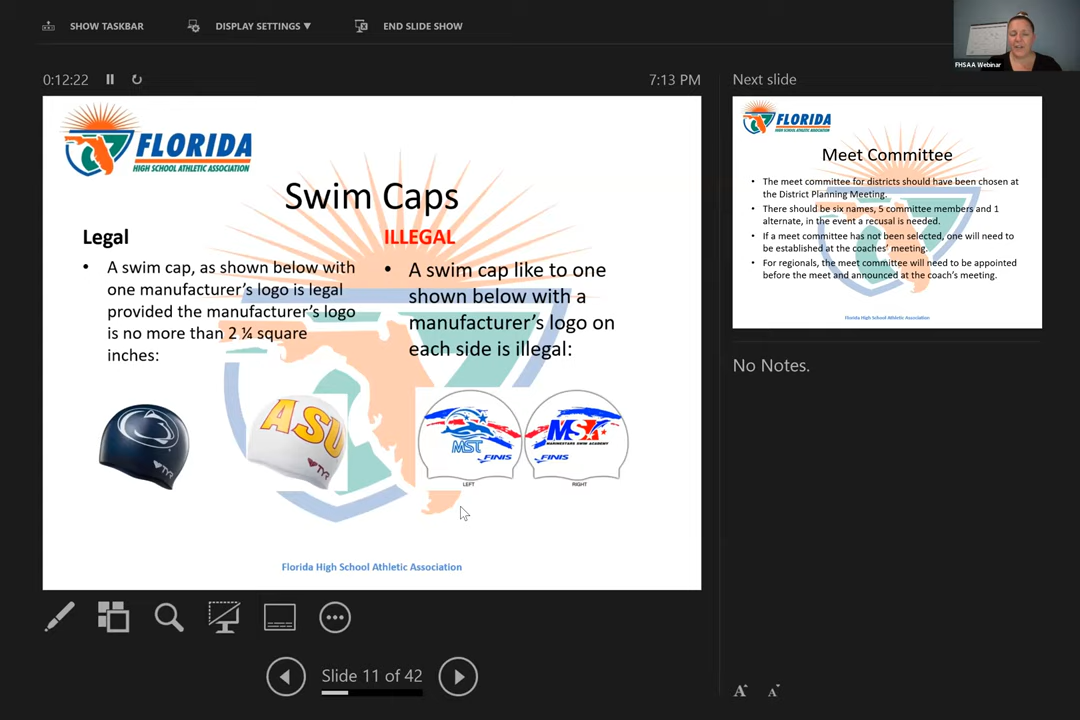 SHOW TASKBAR
DISPLAY SETTINGS ▼
END SLIDE SHOW
FHSAA Webinar
0:12:22
7:13 PM
FLORIDA
HIGH SCHOOL ATHLETIC ASSOCIATION
Swim Caps
Legal
• A swim cap, as shown below with
one manufacturer's logo is legal
provided the manufacturer's logo
is no more than 2 ¼ square
inches:
ILLEGAL
• A swim cap like to one
shown below with a
manufacturer's logo on
each side is illegal:
TYR
ASU
TYR
MST
FINIS
LEFT
MSA
MARINESTARS SWIM ACADEMY
FINIS
RIGHT
Florida High School Athletic Association
Slide 11 of 42
Next slide
FLORIDA
HIGH SCHOOL ATHLETIC ASSOCIATION
Meet Committee
• The meet committee for districts should have been chosen at
the District Planning Meeting.
• There should be six names, 5 committee members and 1
alternate, in the event a recusal is needed.
• If a meet committee has not been selected, one will need to
be established at the coaches' meeting.
• For regionals, the meet committee will need to be appointed
before the meet and announced at the coach's meeting.
Florida High School Athletic Association
No Notes.
A
A